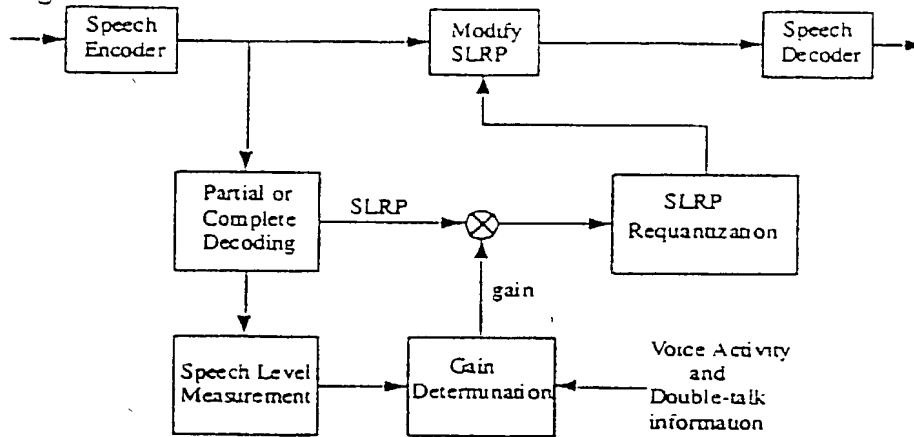 Speech
Encoder
Modify
SLRP
Speech
Decoder
Partial or
Complete
Decoding
SLRP
SLRP
Requantization
gain
Speech Level
Measurement
Gain
Determination
Voice Activity
and
Double-talk
information